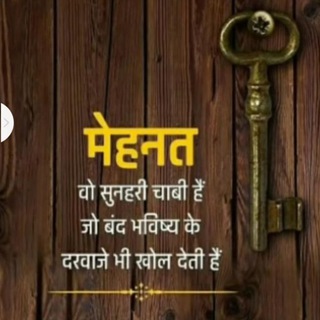 मेहनत
वो सुनहरी चाबी हैं
जो बंद भविष्य के
दरवाजे भी खोल देती हैं